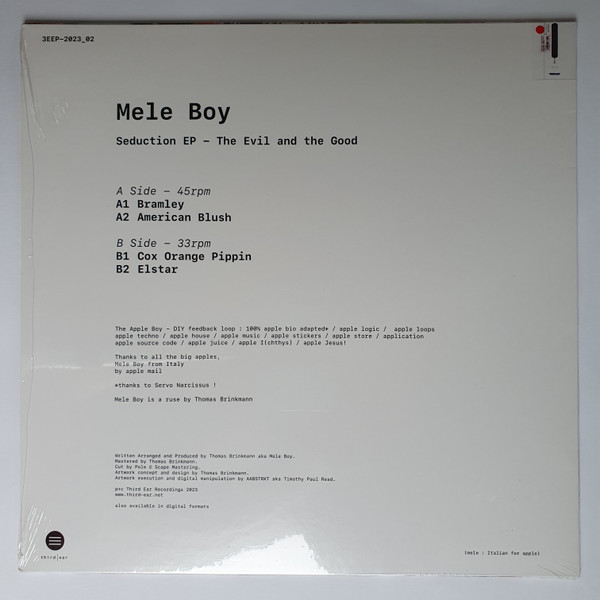 3EEP-2023_02
Mele Boy
Seduction EP - The Evil and the Good
A Side - 45rpm
A1 Bramley
A2 American Blush
B Side - 33rpm
B1 Cox Orange Pippin
B2 Elstar
The Apple Boy - DIY feedback loop : 100% apple bio adapted* / apple logic / apple loops
apple techno / apple house / apple music / apple stickers / apple store / application
apple source code / apple juice / apple I(chthys) / apple Jesus!
Thanks to all the big apples,
Mele Boy from Italy
by apple mail
*thanks to Servo Narcissus !
Mele Boy is a ruse by Thomas Brinkmann
Written Arranged and Produced by Thomas Brinkmann aka Mele Boy.
Mastered by Thomas Brinkmann.
Cut by Pole @ Scape Mastering.
Artwork concept and design by Thomas Brinkmann.
Artwork execution and digital manipulation by AABSTRKT aka Timothy Paul Read.
p+c Third Ear Recordings 2023
www.third-ear.net
also available in digital formats
third|ear
(mele : Italian for apple)